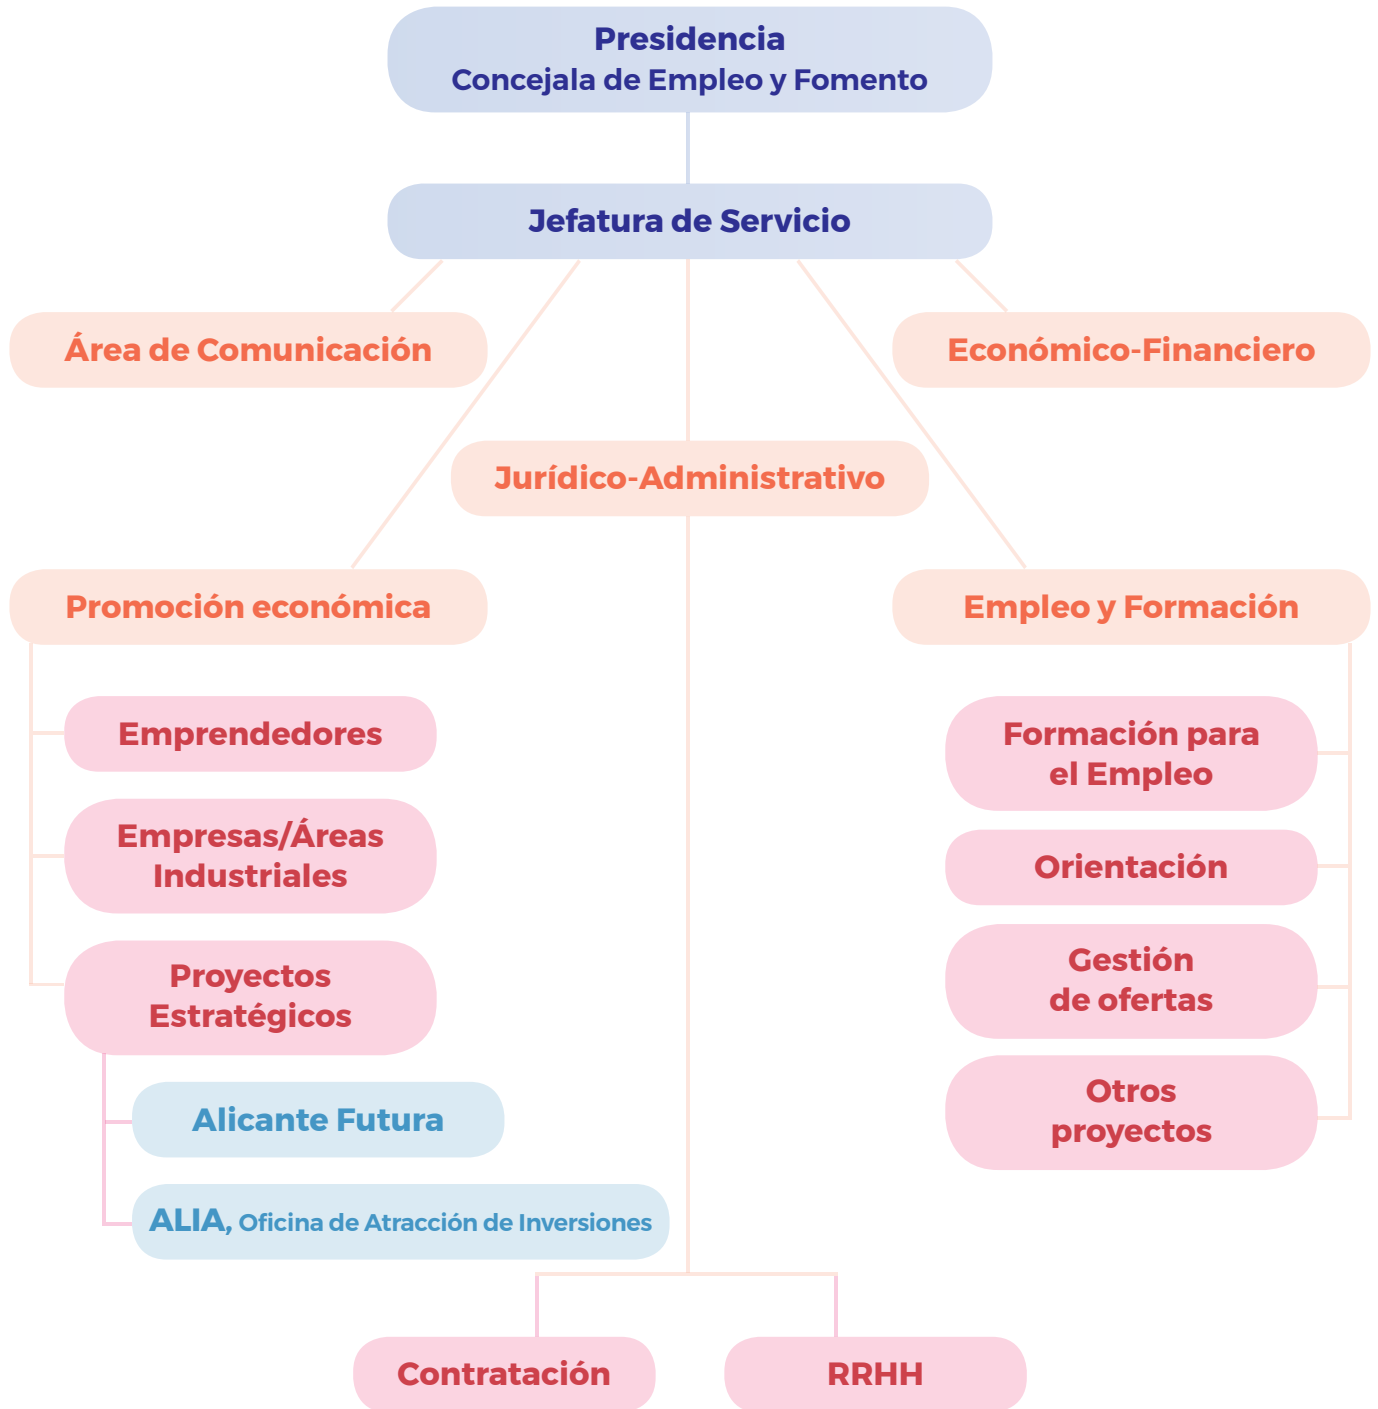 Presidencia
Concejala de Empleo y Fomento
Jefatura de Servicio
Área de Comunicación
Económico-Financiero
Jurídico-Administrativo
Promoción económica
Empleo y Formación
Emprendedores
Empresas/Áreas
Industriales
Proyectos
Estratégicos
Alicante Futura
ALIA, Oficina de Atracción de Inversiones
Formación para
el Empleo
Orientación
Gestión
de ofertas
Otros
proyectos
Contratación
RRHH